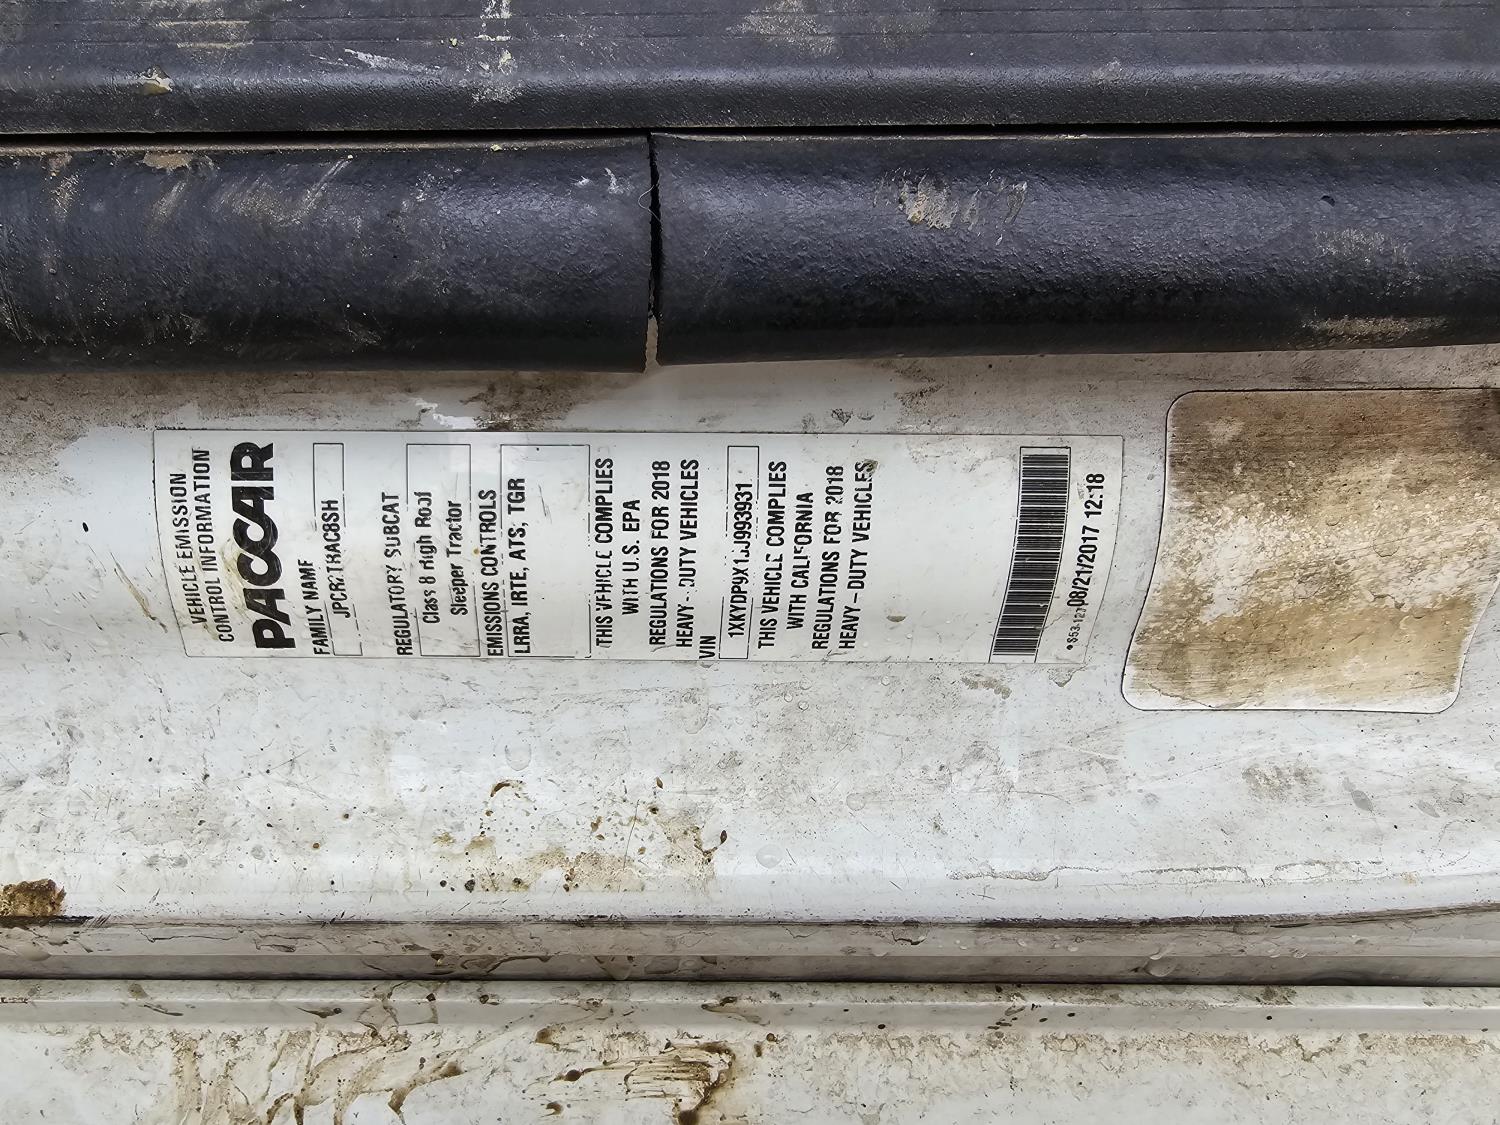 VEHICLE EMISSION
CONTROL INFORMATION
PACCAR
FAMILY NAME
JPCR2TRAC8SH
REGULATORY SUBCAT
Class 8 High Roof
Sleeper Tractor
EMISSIONS CONTROLS
LRRA, IRTE, ATS, TGR
THIS VEHICLE COMPLIES
WITH U.S. EPA
REGULATIONS FOR 2018
HEAVY-DUTY VEHICLES
VIN
THIS VEHICLE COMPLIES
WITH CALIFORNIA
REGULATIONS FOR 2018
HEAVY-DUTY VEHICLES
08/21/2017 12:18